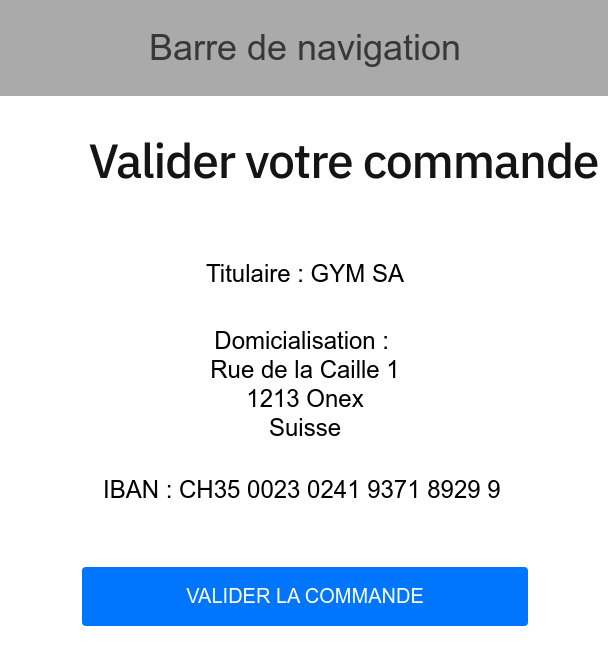 Barre de navigation
Valider votre commande
Titulaire : GYM SA
Domicialisation :
Rue de la Caille 1
1213 Onex
Suisse
IBAN : CH35 0023 0241 9371 8929 9
VALIDER LA COMMANDE